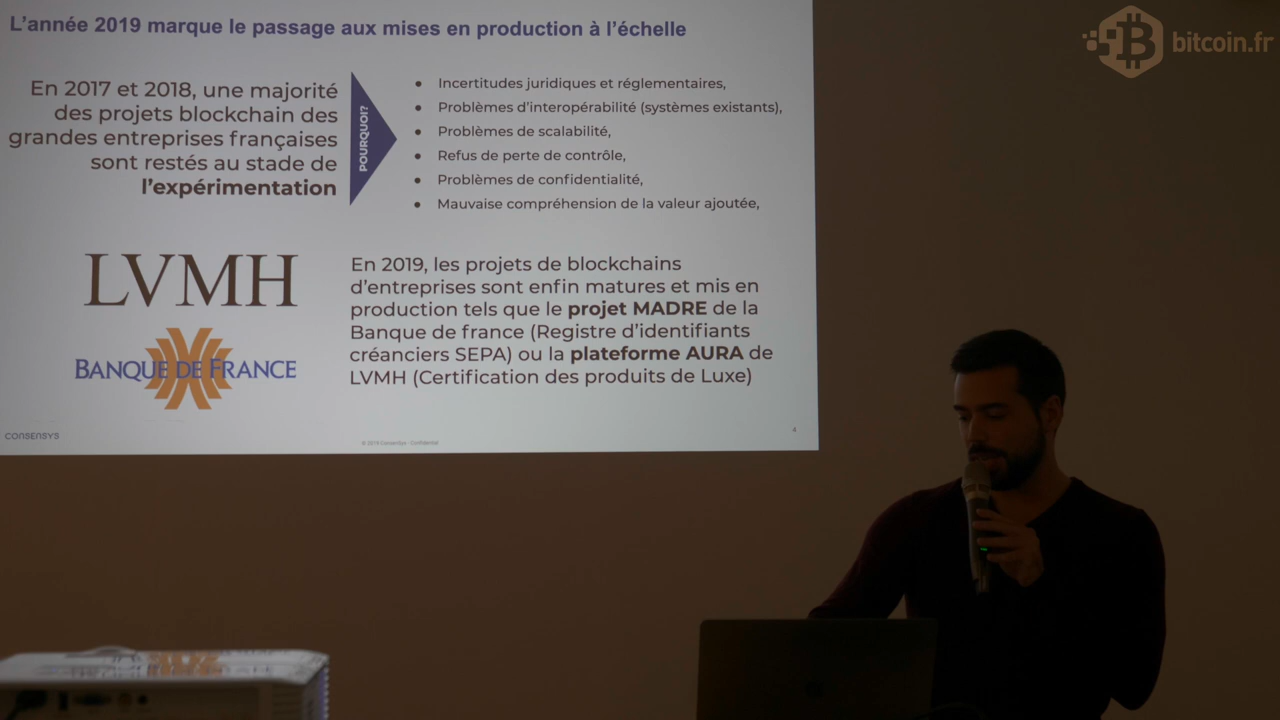 L'année 2019 marque le passage aux mises en production à l'échelle
En 2017 et 2018, une majorité
des projets blockchain des
grandes entreprises françaises
sont restés au stade de
l'expérimentation
POURQUOI?
Incertitudes juridiques et réglementaires,
Problèmes d'interopérabilité (systèmes existants),
Problèmes de scalabilité,
Refus de perte de contrôle,
Problèmes de confidentialité,
Mauvaise compréhension de la valeur ajoutée,
LVMH
BANQUE DE FRANCE
En 2019, les projets de blockchains
d'entreprises sont enfin matures et mis en
production tels que le projet MADRE de la
Banque de france (Registre d'identifiants
créanciers SEPA) ou la plateforme AURA de
LVMH (Certification des produits de Luxe)
CONSENSYS
© 2019 ConsenSys - Confidential
4
bitcoin.fr